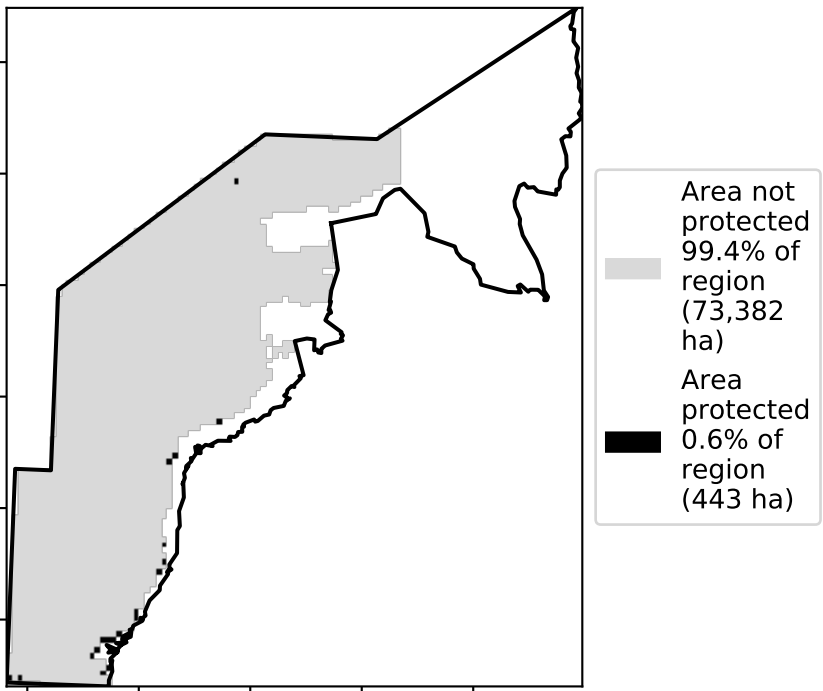 Area not
protected
99.4% of
region
(73,382
ha)
Area
protected
0.6% of
region
(443 ha)